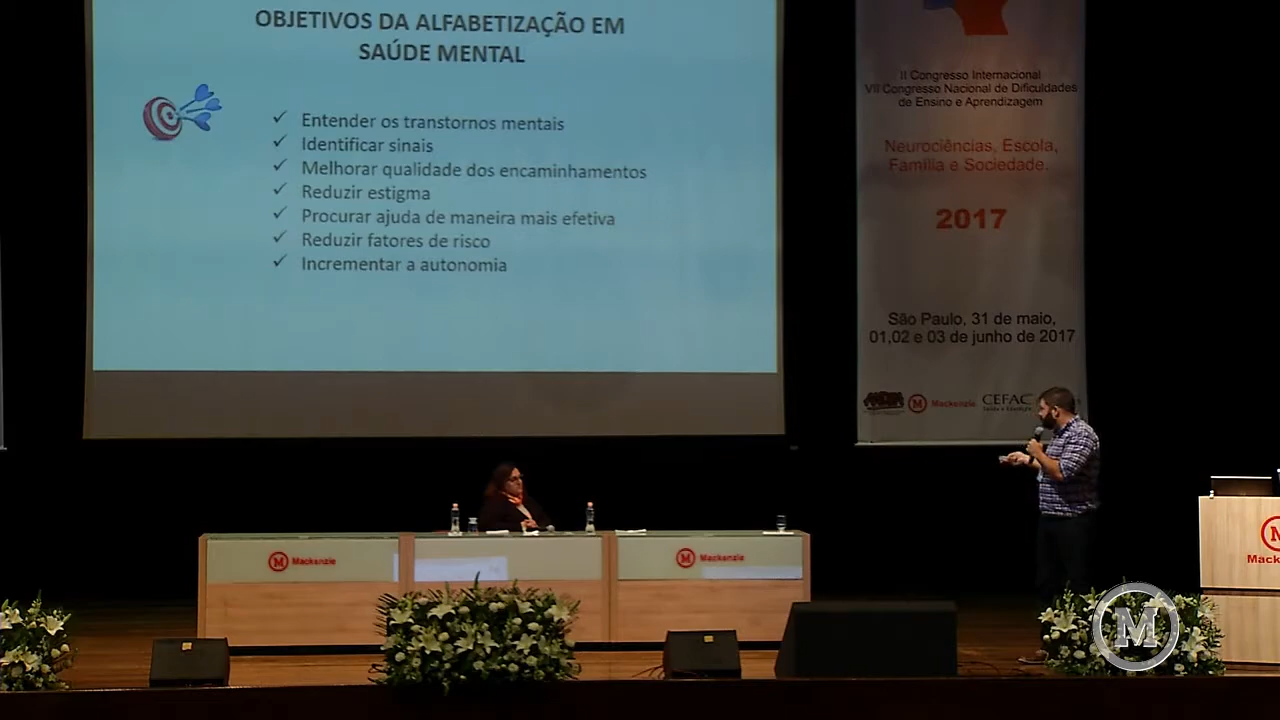 OBJETIVOS DA ALFABETIZAÇÃO EM
SAÚDE MENTAL
✓ Entender os transtornos mentais
✓ Identificar sinais
✓ Melhorar qualidade dos encaminhamentos
✓ Reduzir estigma
✓ Procurar ajuda de maneira mais efetiva
✓ Reduzir fatores de risco
✓ Incrementar a autonomia
II Congresso Internacional
VII Congresso Nacional de Dificuldades
de Ensino e Aprendizagem
Neurociências, Escola,
Família e Sociedade.
2017
São Paulo, 31 de maio,
01,02 e 03 de junho de 2017
M Mackenzie
CEFAC
M Mackenzie
M Mackenzie
Mack
M